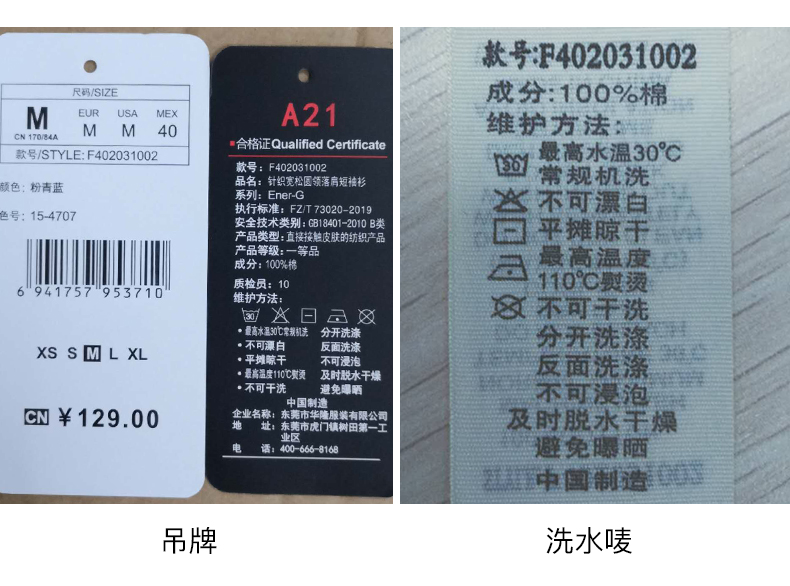 尺码/SIZE
M
CN 170/84A
EUR
M
USA
M
MEX
40
款号/STYLE: F402031002
颜色: 粉青蓝
色号: 15-4707
6 941757 953710
XS S M L XL
CN ¥129.00
A21
合格证Qualified Certificate
款号: F402031002
品名: 针织宽松圆领落肩短袖衫
系列: Ener-G
执行标准: FZ/T 73020-2019
安全技术类别: GB18401-2010 B类
产品类型: 直接接触皮肤的纺织产品
产品等级: 一等品
成分: 100%棉
质检员: 10
维护方法:
30
• 最高水温30℃常规机洗 分开洗涤
• 不可漂白 反面洗涤
• 平摊晾干 不可浸泡
• 最高温度110℃熨烫 及时脱水干燥
• 不可干洗 避免曝晒
中国制造
企业名称: 东莞市华隆服装有限公司
地 址: 东莞市虎门镇树田第一工
业区
电 话: 400-666-8168
款号:F402031002
成分:100%棉
维护方法:
30 最高水温30℃
常规机洗
不可漂白
平摊晾干
最高温度
110℃熨烫
不可干洗
分开洗涤
反面洗涤
不可浸泡
及时脱水干燥
避免曝晒
中国制造
吊牌
洗水唛